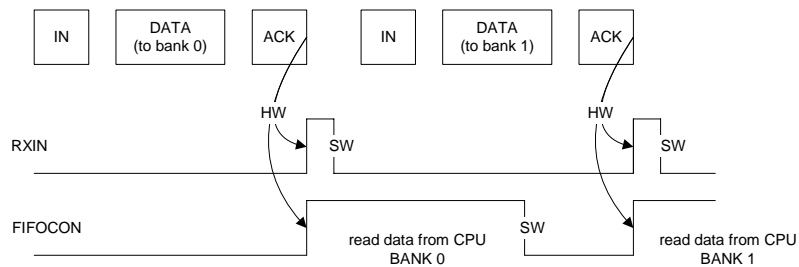 IN
DATA
(to bank 0)
ACK
IN
DATA
(to bank 1)
ACK
HW
HW
RXIN
SW
SW
FIFOCON
SW
read data from CPU
BANK 0
read data from CPU
BANK 1